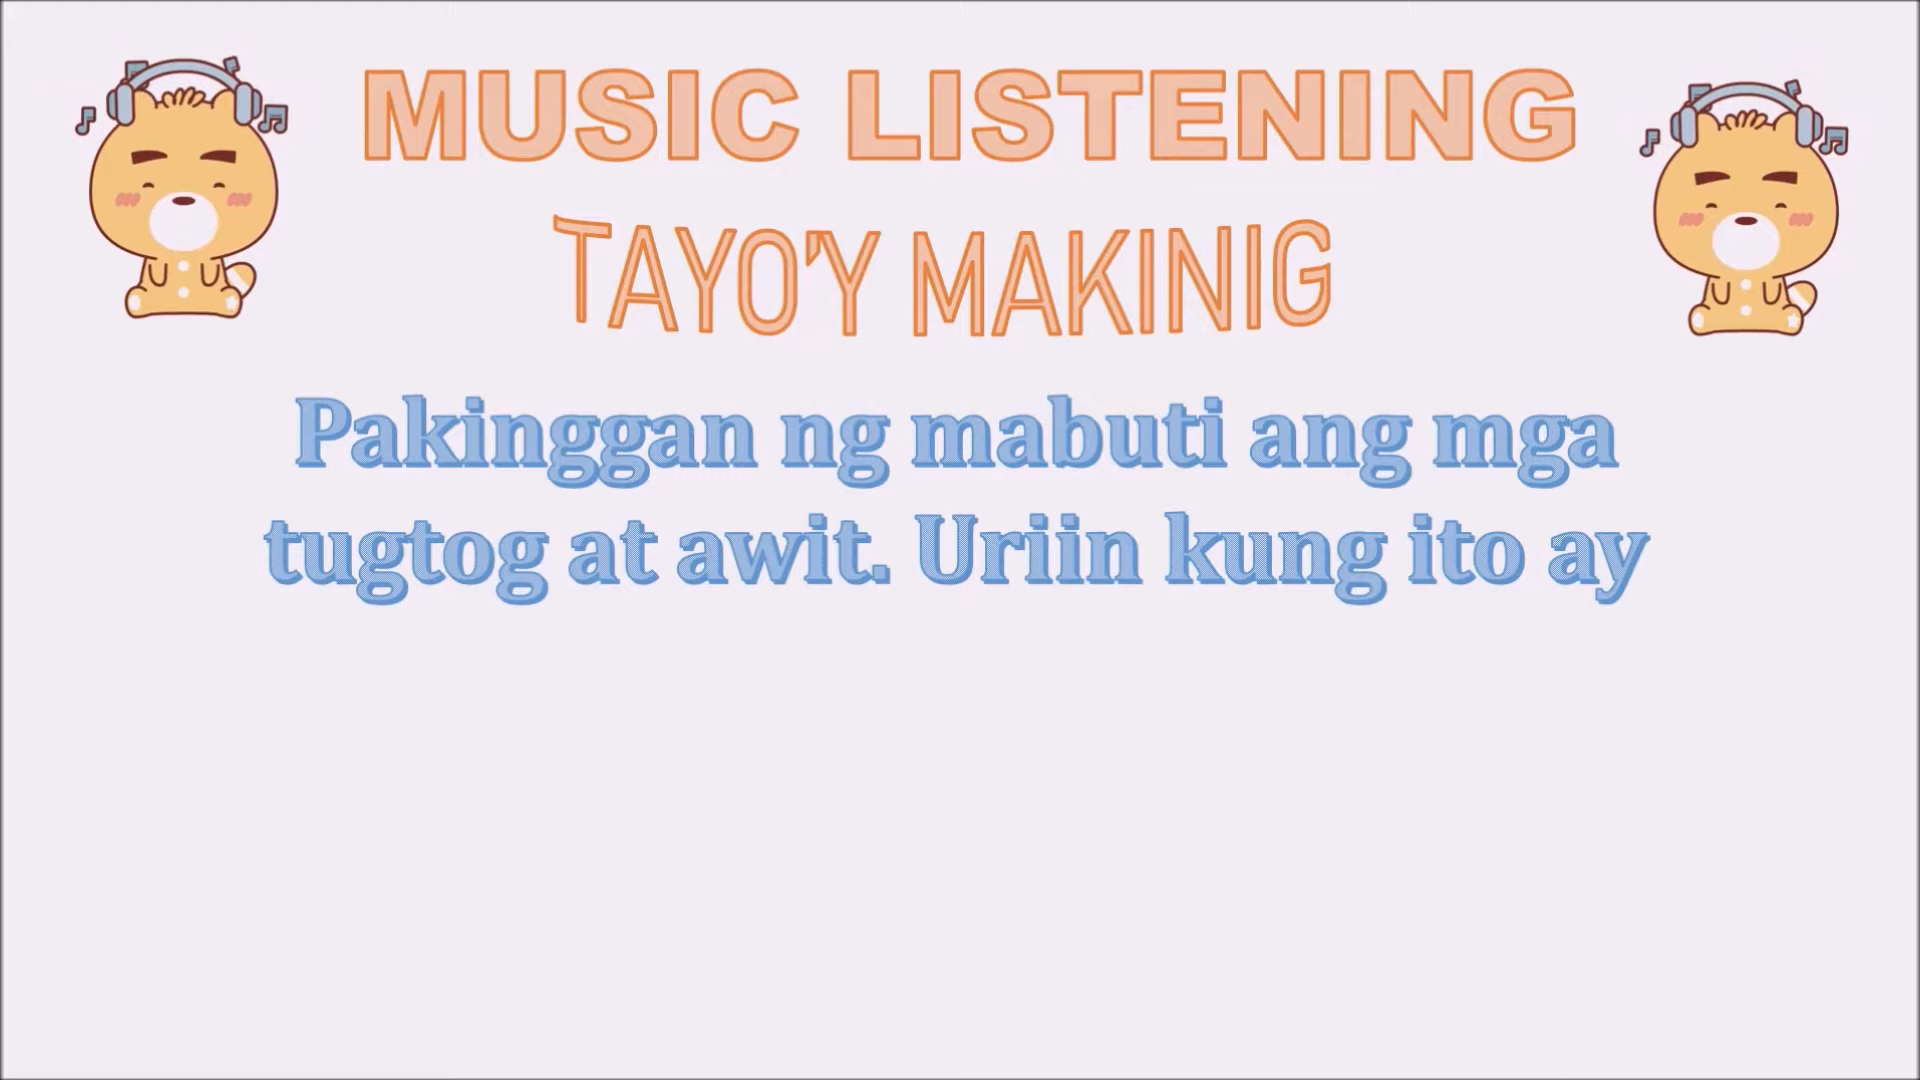 MUSIC LISTENING
TAYO'Y MAKINIG
Pakinggan ng mabuti ang mga
tugtog at awit. Uriin kung ito ay